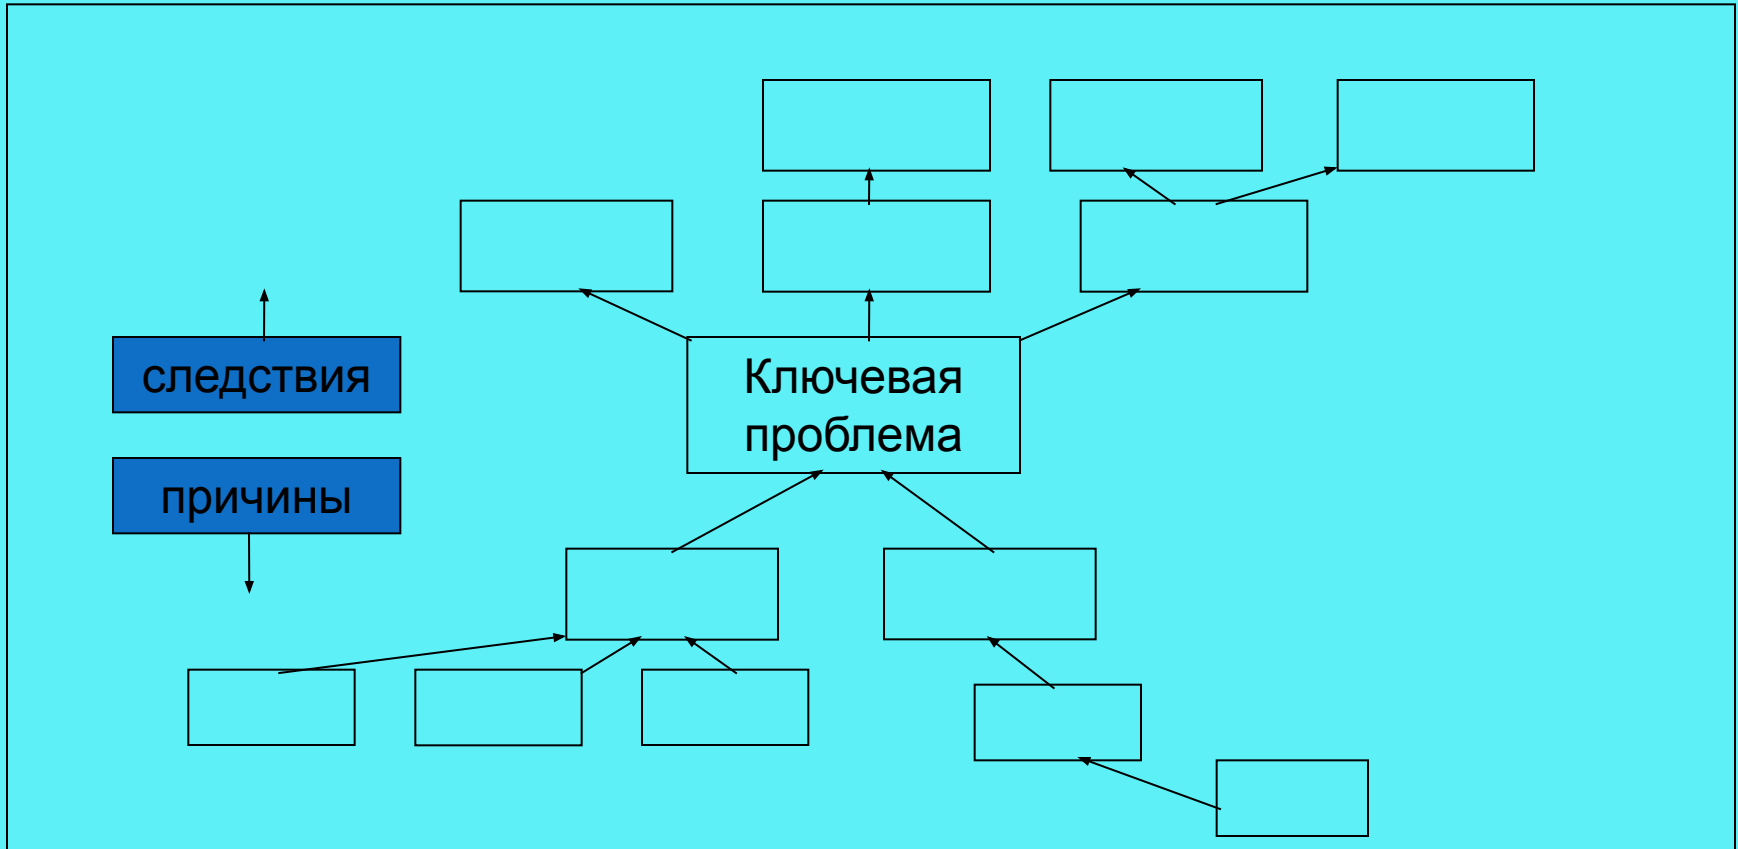 следствия
Ключевая
проблема
причины